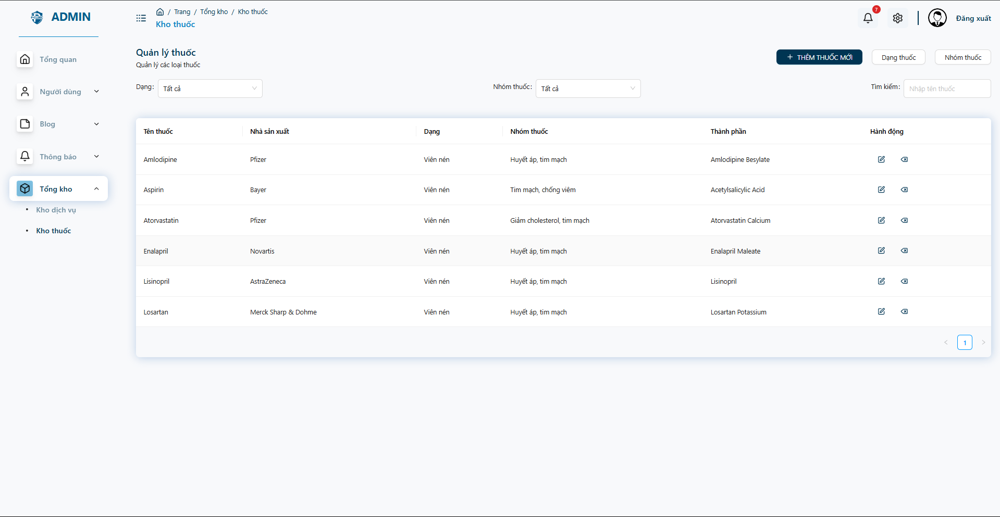 ADMIN
Tổng quan
Người dùng
Blog
Thông báo
Tổng kho
• Kho dịch vụ
• Kho thuốc
/ Trang / Tổng kho / Kho thuốc
Kho thuốc
7
Đăng xuất
Quản lý thuốc
Quản lý các loại thuốc
+ THÊM THUỐC MỚI
Dạng thuốc
Nhóm thuốc
Dạng: Tất cả
Nhóm thuốc: Tất cả
Tìm kiếm: Nhập tên thuốc
Tên thuốc Nhà sản xuất Dạng Nhóm thuốc Thành phần Hành động
Amlodipine Pfizer Viên nén Huyết áp, tim mạch Amlodipine Besylate
Aspirin Bayer Viên nén Tim mạch, chống viêm Acetylsalicylic Acid
Atorvastatin Pfizer Viên nén Giảm cholesterol, tim mạch Atorvastatin Calcium
Enalapril Novartis Viên nén Huyết áp, tim mạch Enalapril Maleate
Lisinopril AstraZeneca Viên nén Huyết áp, tim mạch Lisinopril
Losartan Merck Sharp & Dohme Viên nén Huyết áp, tim mạch Losartan Potassium
< 1 >